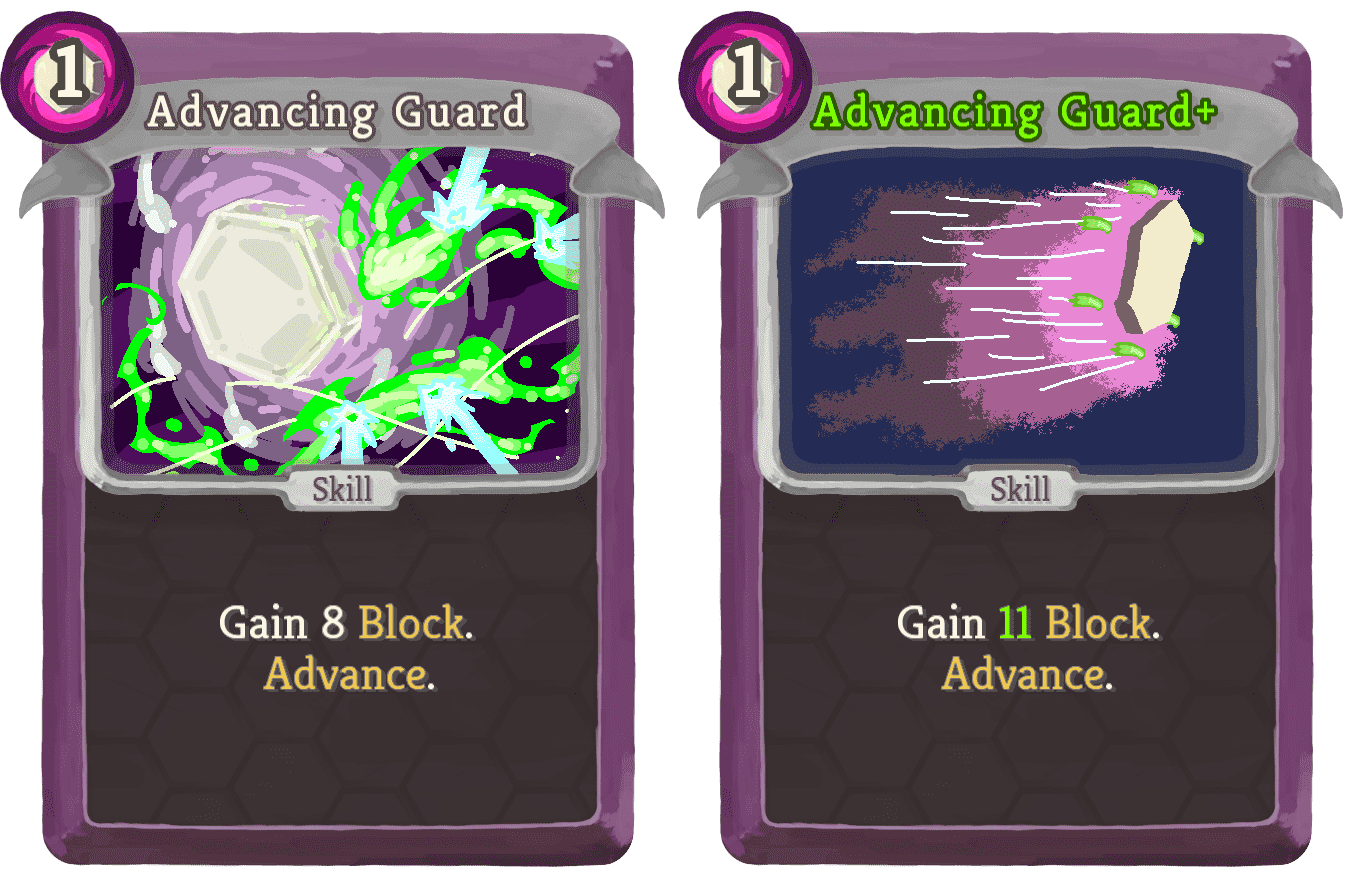 1
Advancing Guard
Skill
Gain 8 Block.
Advance.
1
Advancing Guard+
Skill
Gain 11 Block.
Advance.